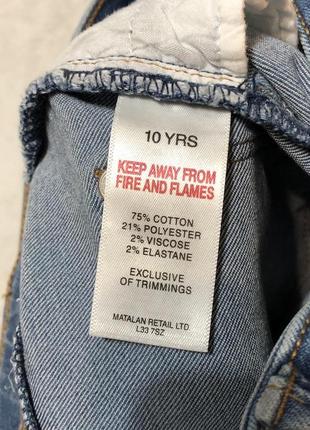 10 YRS
KEEP AWAY FROM
FIRE AND FLAMES
75% COTTON
21% POLYESTER
2% VISCOSE
2% ELASTANE
EXCLUSIVE
OF TRIMMINGS
MATALAN RETAIL LTD
L33 7SZ